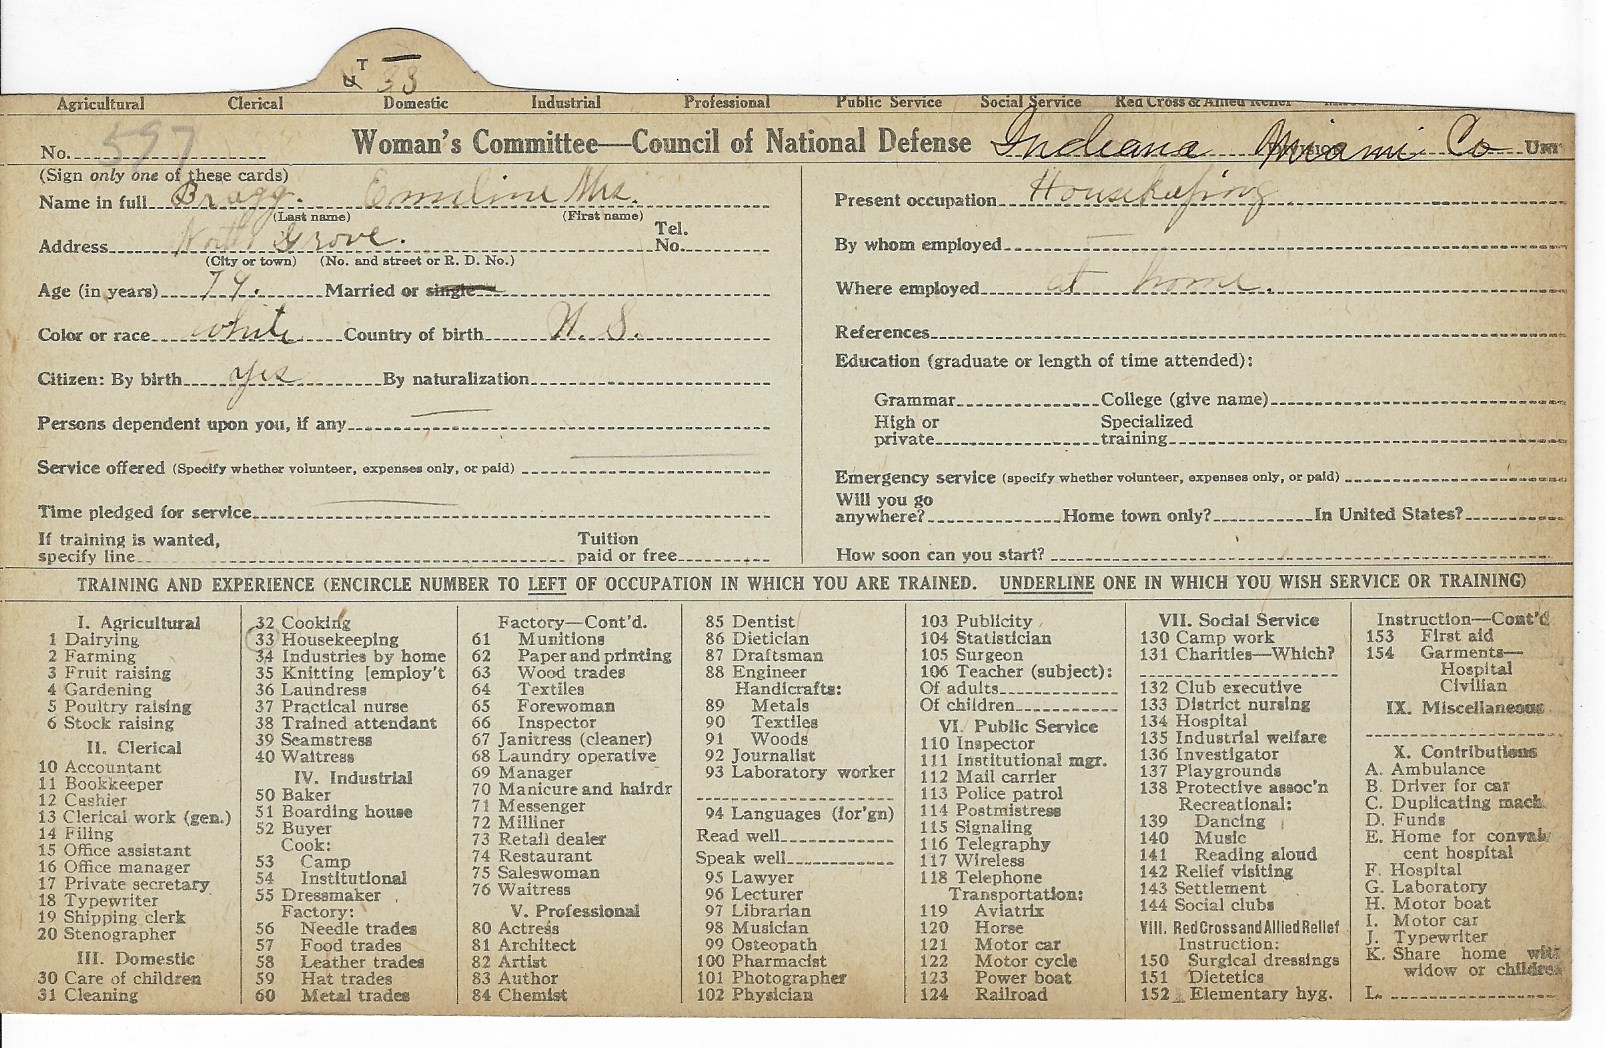 T
38
Agricultural Clerical Domestic Industrial Professional Public Service Social Service Red Cross & Allied Relief
No. 597 Woman's Committee—Council of National Defense Indiana Division Miami Co Unit
(Sign only one of these cards)
Name in full Bragg. Emeline Mrs.
(Last name) (First name)
Address North Grove. Tel. No.
(City or town) (No. and street or R. D. No.)
Age (in years) 79. Married or single
Color or race white Country of birth U. S.
Citizen: By birth yes By naturalization
Persons dependent upon you, if any —
Service offered (Specify whether volunteer, expenses only, or paid) —
Time pledged for service —
If training is wanted, specify line Tuition paid or free
Present occupation Housekeeping
By whom employed —
Where employed at home.
References
Education (graduate or length of time attended):
Grammar College (give name)
High or private Specialized training
Emergency service (specify whether volunteer, expenses only, or paid)
Will you go anywhere? Home town only? In United States?
How soon can you start?
TRAINING AND EXPERIENCE (ENCIRCLE NUMBER TO LEFT OF OCCUPATION IN WHICH YOU ARE TRAINED. UNDERLINE ONE IN WHICH YOU WISH SERVICE OR TRAINING)
I. Agricultural
1 Dairying
2 Farming
3 Fruit raising
4 Gardening
5 Poultry raising
6 Stock raising
II. Clerical
10 Accountant
11 Bookkeeper
12 Cashier
13 Clerical work (gen.)
14 Filing
15 Office assistant
16 Office manager
17 Private secretary
18 Typewriter
19 Shipping clerk
20 Stenographer
III. Domestic
30 Care of children
31 Cleaning
32 Cooking
33 Housekeeping
34 Industries by home
35 Knitting [employ't
36 Laundress
37 Practical nurse
38 Trained attendant
39 Seamstress
40 Waitress
IV. Industrial
50 Baker
51 Boarding house
52 Buyer
Cook:
53 Camp
54 Institutional
55 Dressmaker
Factory:
56 Needle trades
57 Food trades
58 Leather trades
59 Hat trades
60 Metal trades
Factory—Cont'd.
61 Munitions
62 Paper and printing
63 Wood trades
64 Textiles
65 Forewoman
66 Inspector
67 Janitress (cleaner)
68 Laundry operative
69 Manager
70 Manicure and hairdr
71 Messenger
72 Milliner
73 Retail dealer
74 Restaurant
75 Saleswoman
76 Waitress
V. Professional
80 Actress
81 Architect
82 Artist
83 Author
84 Chemist
85 Dentist
86 Dietician
87 Draftsman
88 Engineer
Handicrafts:
89 Metals
90 Textiles
91 Woods
92 Journalist
93 Laboratory worker
94 Languages (for'gn)
Read well
Speak well
95 Lawyer
96 Lecturer
97 Librarian
98 Musician
99 Osteopath
100 Pharmacist
101 Photographer
102 Physician
103 Publicity
104 Statistician
105 Surgeon
106 Teacher (subject):
Of adults
Of children
VI. Public Service
110 Inspector
111 Institutional mgr.
112 Mail carrier
113 Police patrol
114 Postmistress
115 Signaling
116 Telegraphy
117 Wireless
118 Telephone
Transportation:
119 Aviatrix
120 Horse
121 Motor car
122 Motor cycle
123 Power boat
124 Railroad
VII. Social Service
130 Camp work
131 Charities—Which?
132 Club executive
133 District nursing
134 Hospital
135 Industrial welfare
136 Investigator
137 Playgrounds
138 Protective assoc'n
Recreational:
139 Dancing
140 Music
141 Reading aloud
142 Relief visiting
143 Settlement
144 Social clubs
VIII. Red Cross and Allied Relief
Instruction:
150 Surgical dressings
151 Dietetics
152 Elementary hyg.
Instruction—Cont'd
153 First aid
154 Garments—
Hospital
Civilian
IX. Miscellaneous
X. Contributions
A. Ambulance
B. Driver for car
C. Duplicating mach.
D. Funds
E. Home for convales
cent hospital
F. Hospital
G. Laboratory
H. Motor boat
I. Motor car
J. Typewriter
K. Share home with
widow or children
L.